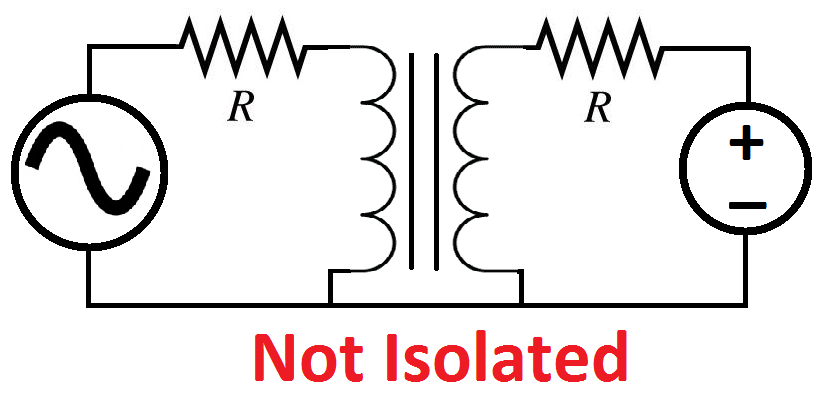 R R
+
−
Not Isolated